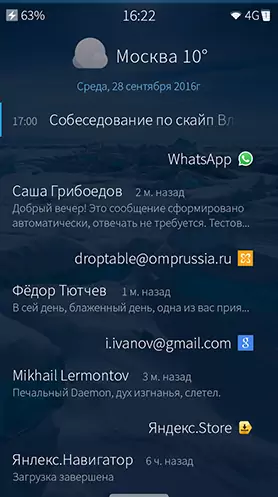 63% 16:22 4G
Москва 10°
Среда, 28 сентября 2016г
17:00 Собеседование по скайп
WhatsApp
Саша Грибоедов 2 м. назад
Добрый вечер! Это сообщение сформировано
автоматически, отвечать не требуется. Тестов...
droptable@omprussia.ru
Фёдор Тютчев 1 м. назад
В сей день, блаженный день, одна из вас прия...
i.ivanov@gmail.com
Mikhail Lermontov 3 м. назад
Печальный Daemon, дух изгнанья, слетел.
Яндекс.Store
Янлекс.Навигатор 6 ч. назад
Загрузка завершена